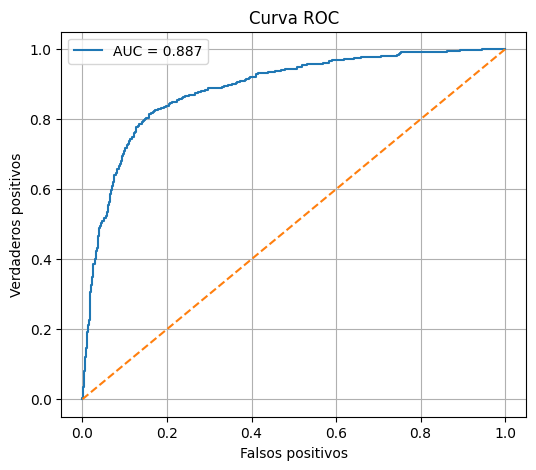 Curva ROC
AUC = 0.887
1.0
0.8
0.6
0.4
0.2
0.0
Verdaderos positivos
0.0 0.2 0.4 0.6 0.8 1.0
Falsos positivos